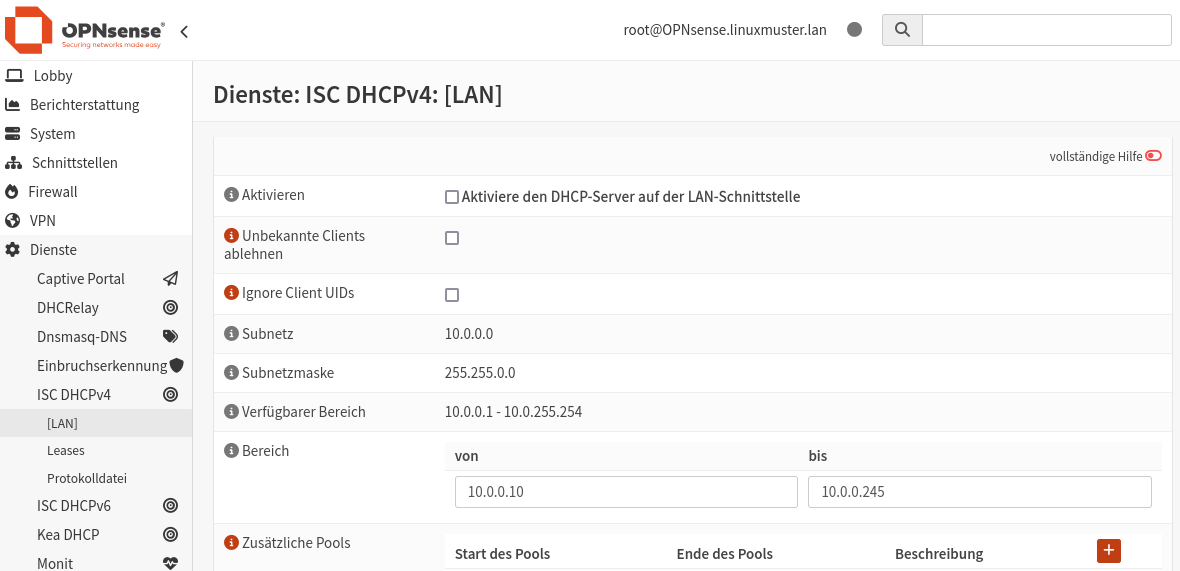 OPNsense®
Securing networks made easy
root@OPNsense.linuxmuster.lan
Lobby
Berichterstattung
System
Schnittstellen
Firewall
VPN
Dienste
Captive Portal
DHCRelay
Dnsmasq-DNS
Einbruchserkennung
ISC DHCPv4
[LAN]
Leases
Protokolldatei
ISC DHCPv6
Kea DHCP
Monit
Dienste: ISC DHCPv4: [LAN]
vollständige Hilfe
Aktivieren
Aktiviere den DHCP-Server auf der LAN-Schnittstelle
Unbekannte Clients
ablehnen
Ignore Client UIDs
Subnetz
10.0.0.0
Subnetzmaske
255.255.0.0
Verfügbarer Bereich
10.0.0.1 - 10.0.255.254
Bereich
von bis
10.0.0.10 10.0.0.245
Zusätzliche Pools
Start des Pools Ende des Pools Beschreibung